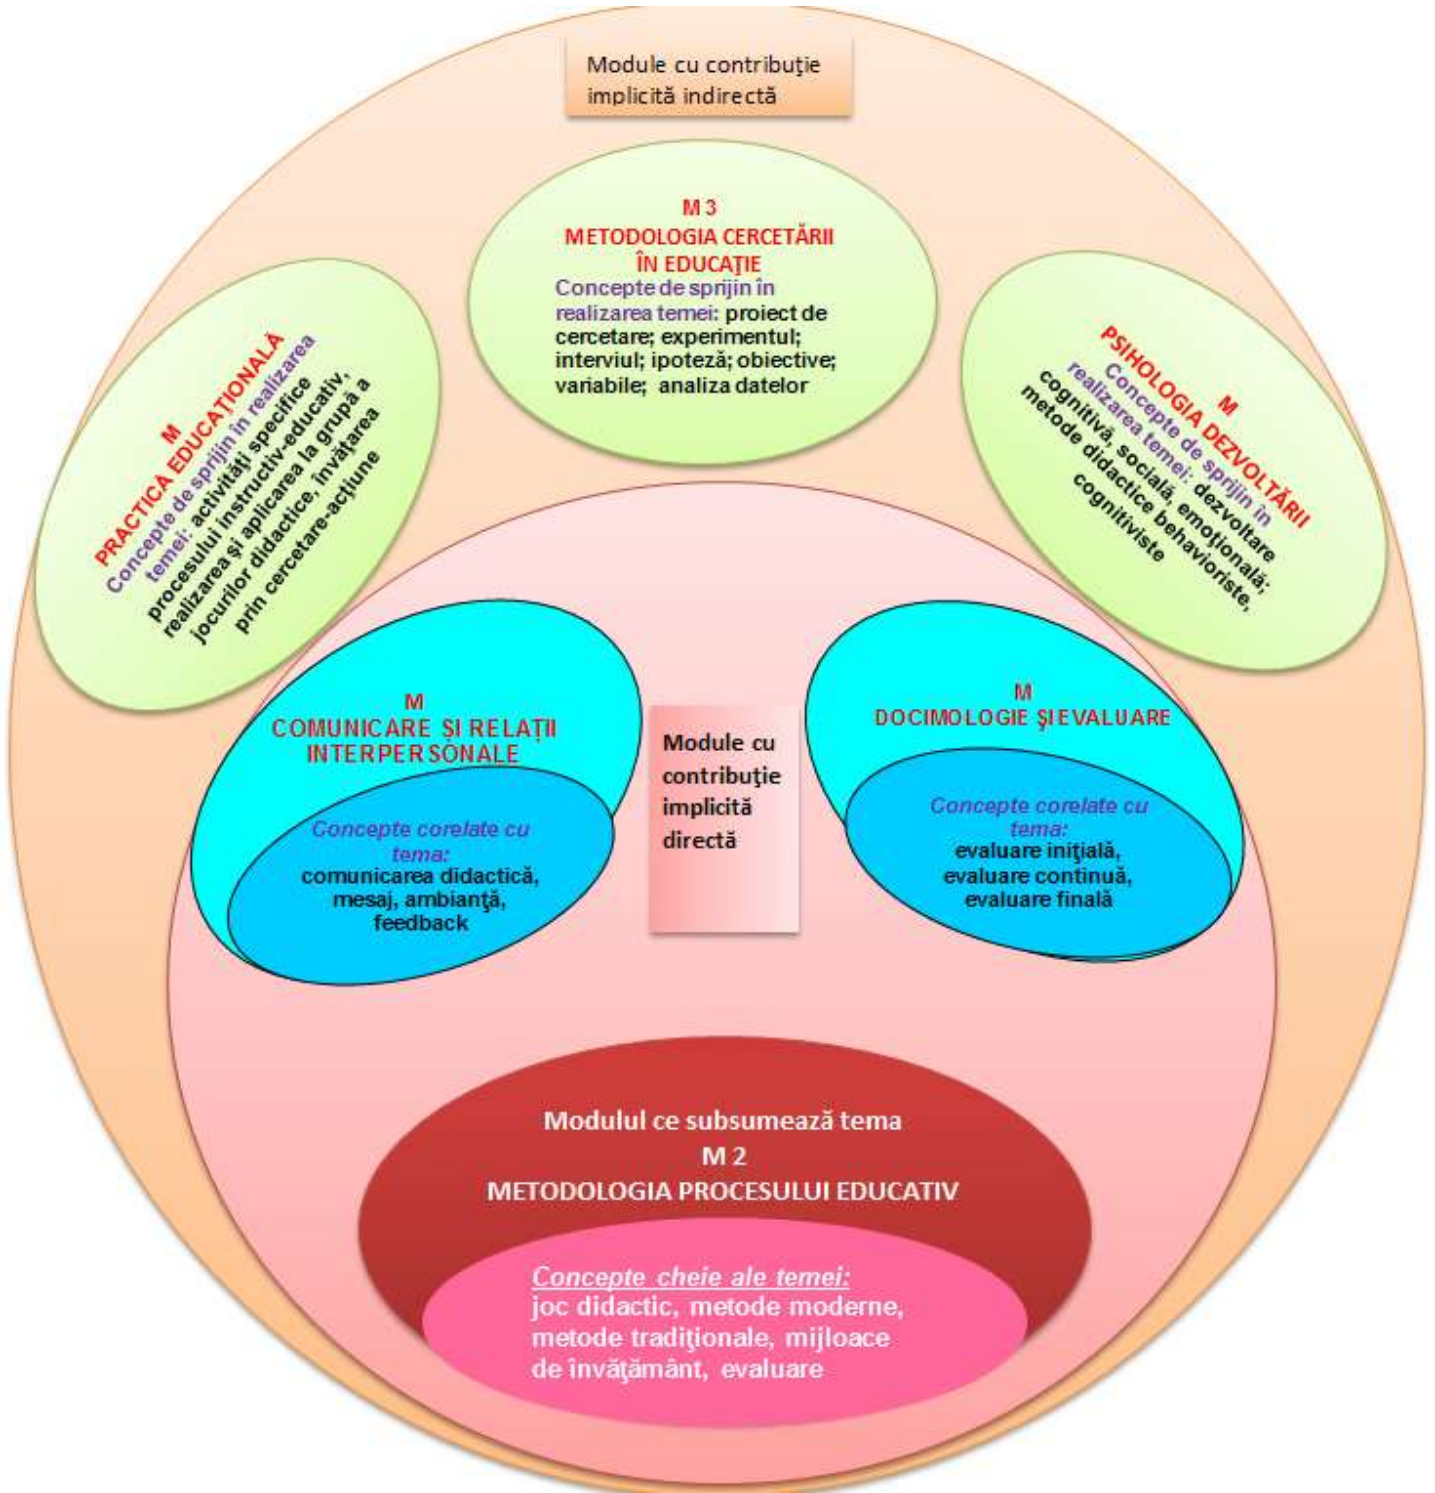 Module cu contribuţie
implicită indirectă
M 3
METODOLOGIA CERCETĂRII
ÎN EDUCAŢIE
Concepte de sprijin în
realizarea temei: proiect de
cercetare; experimentul;
interviul; ipoteză; obiective;
variabile; analiza datelor
M
PRACTICĂ EDUCAŢIONALĂ
Concepte de sprijin în realizarea
temei: activităţi specifice
procesului instructiv-educativ,
realizarea şi aplicarea la grupă a
jocurilor didactice, învăţarea
prin cercetare-acţiune
M
PSIHOLOGIA DEZVOLTĂRII
Concepte de sprijin în
realizarea temei: dezvoltare
cognitivă, socială, emoţională;
metode didactice behavioriste,
cognitiviste
M
COMUNICARE ȘI RELAȚII
INTERPERSONALE
Concepte corelate cu
tema:
comunicarea didactică,
mesaj, ambianţă,
feedback
Module cu
contribuţie
implicită
directă
M
DOCIMOLOGIE ŞI EVALUARE
Concepte corelate cu
tema:
evaluare iniţială,
evaluare continuă,
evaluare finală
Modulul ce subsumează tema
M 2
METODOLOGIA PROCESULUI EDUCATIV
Concepte cheie ale temei:
joc didactic, metode moderne,
metode tradiţionale, mijloace
de învăţământ, evaluare